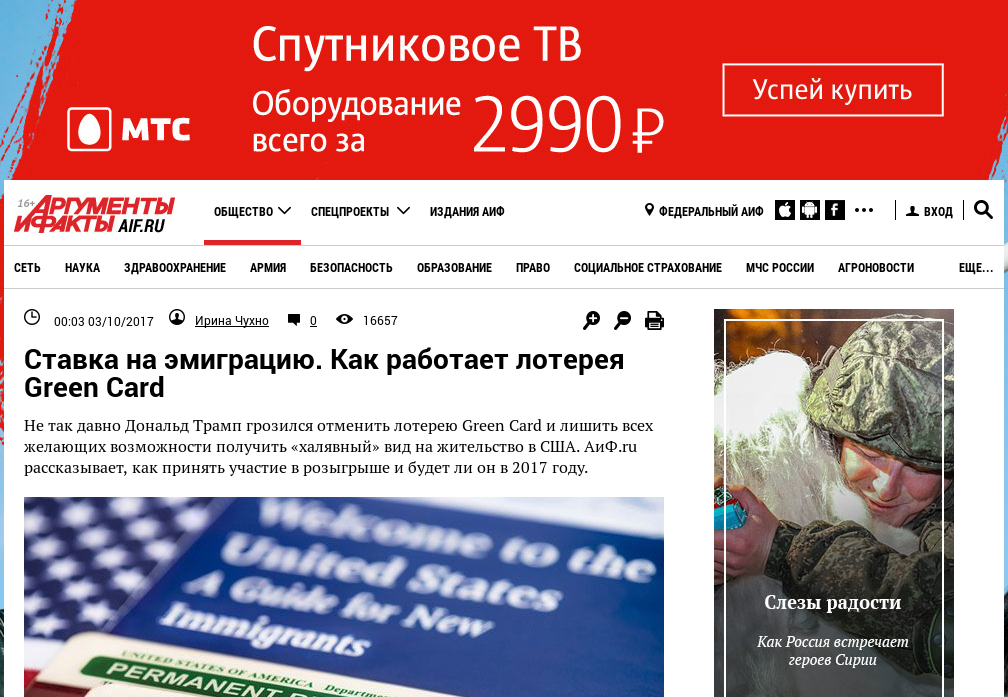 Спутниковое ТВ
Оборудование
всего за
2990 ₽
Успей купить
МТС
16+
АРГУМЕНТЫ
И ФАКТЫ AIF.RU
ОБЩЕСТВО
СПЕЦПРОЕКТЫ
ИЗДАНИЯ АИФ
ФЕДЕРАЛЬНЫЙ АИФ
ВХОД
СЕТЬ
НАУКА
ЗДРАВООХРАНЕНИЕ
АРМИЯ
БЕЗОПАСНОСТЬ
ОБРАЗОВАНИЕ
ПРАВО
СОЦИАЛЬНОЕ СТРАХОВАНИЕ
МЧС РОССИИ
АГРОНОВОСТИ
ЕЩЕ...
00:03 03/10/2017
Ирина Чухно
0
16657
Ставка на эмиграцию. Как работает лотерея
Green Card
Не так давно Дональд Трамп грозился отменить лотерею Green Card и лишить всех
желающих возможности получить «халявный» вид на жительство в США. АиФ.ru
рассказывает, как принять участие в розыгрыше и будет ли он в 2017 году.
Welcome to the
United States
A Guide for New
Immigrants
UNITED STATES OF AMERICA
Departme
PERMANENT R
Слезы радости
Как Россия встречает
героев Сирии